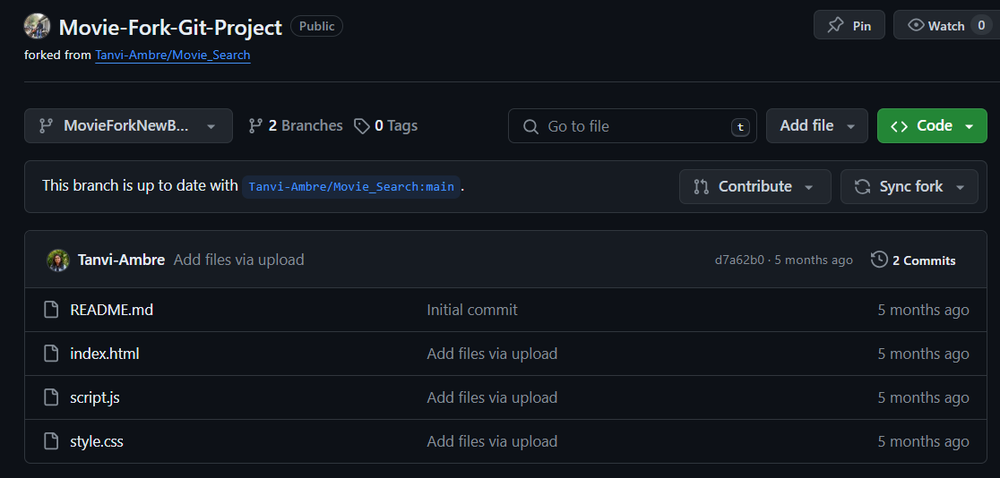 Movie-Fork-Git-Project Public Pin Watch 0
forked from Tanvi-Ambre/Movie_Search
MovieForkNewB... 2 Branches 0 Tags Go to file t Add file Code
This branch is up to date with Tanvi-Ambre/Movie_Search:main. Contribute Sync fork
Tanvi-Ambre Add files via upload d7a62b0 · 5 months ago 2 Commits
README.md Initial commit 5 months ago
index.html Add files via upload 5 months ago
script.js Add files via upload 5 months ago
style.css Add files via upload 5 months ago